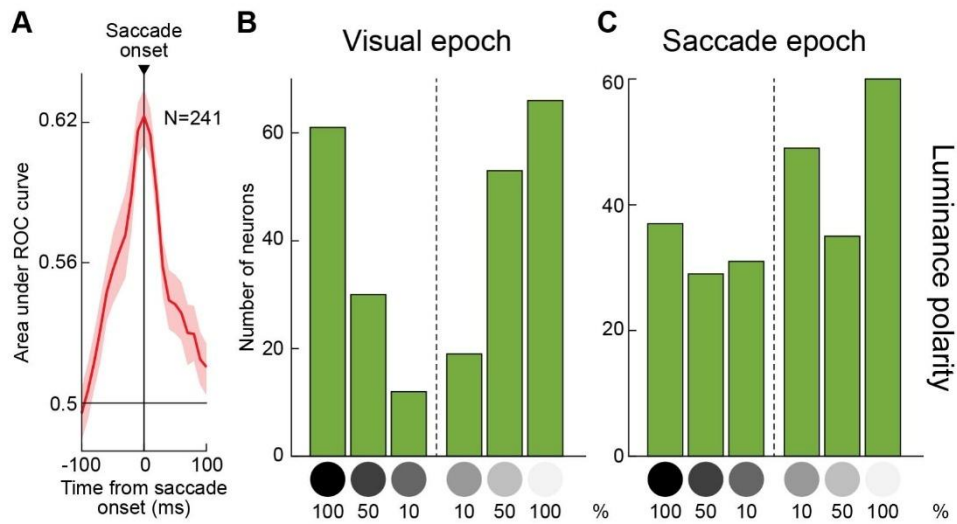 A
Saccade
onset
N=241
0.62
0.56
0.5
Area under ROC curve
-100 0 100
Time from saccade
onset (ms)
B
Visual epoch
Number of neurons
60
40
20
0
100 50 10 10 50 100 %
C
Saccade epoch
60
40
20
0
100 50 10 10 50 100 %
Luminance polarity